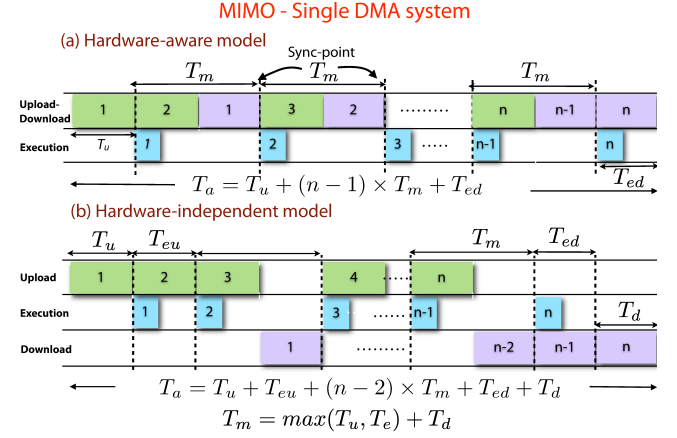 MIMO - Single DMA system
(a) Hardware-aware model
Sync-point
T_m T_m T_m
Upload-Download 1 2 1 3 2 ......... n n-1 n
T_u
Execution 1 2 3 ..... n-1 n
T_ed
T_a = T_u + (n − 1) × T_m + T_ed
(b) Hardware-independent model
T_u T_eu T_m T_ed
Upload 1 2 3 4 ...... n
Execution 1 2 3 ...... n-1 n
T_d
Download 1 ......... n-2 n-1 n
T_a = T_u + T_eu + (n − 2) × T_m + T_ed + T_d
T_m = max(T_u, T_e) + T_d